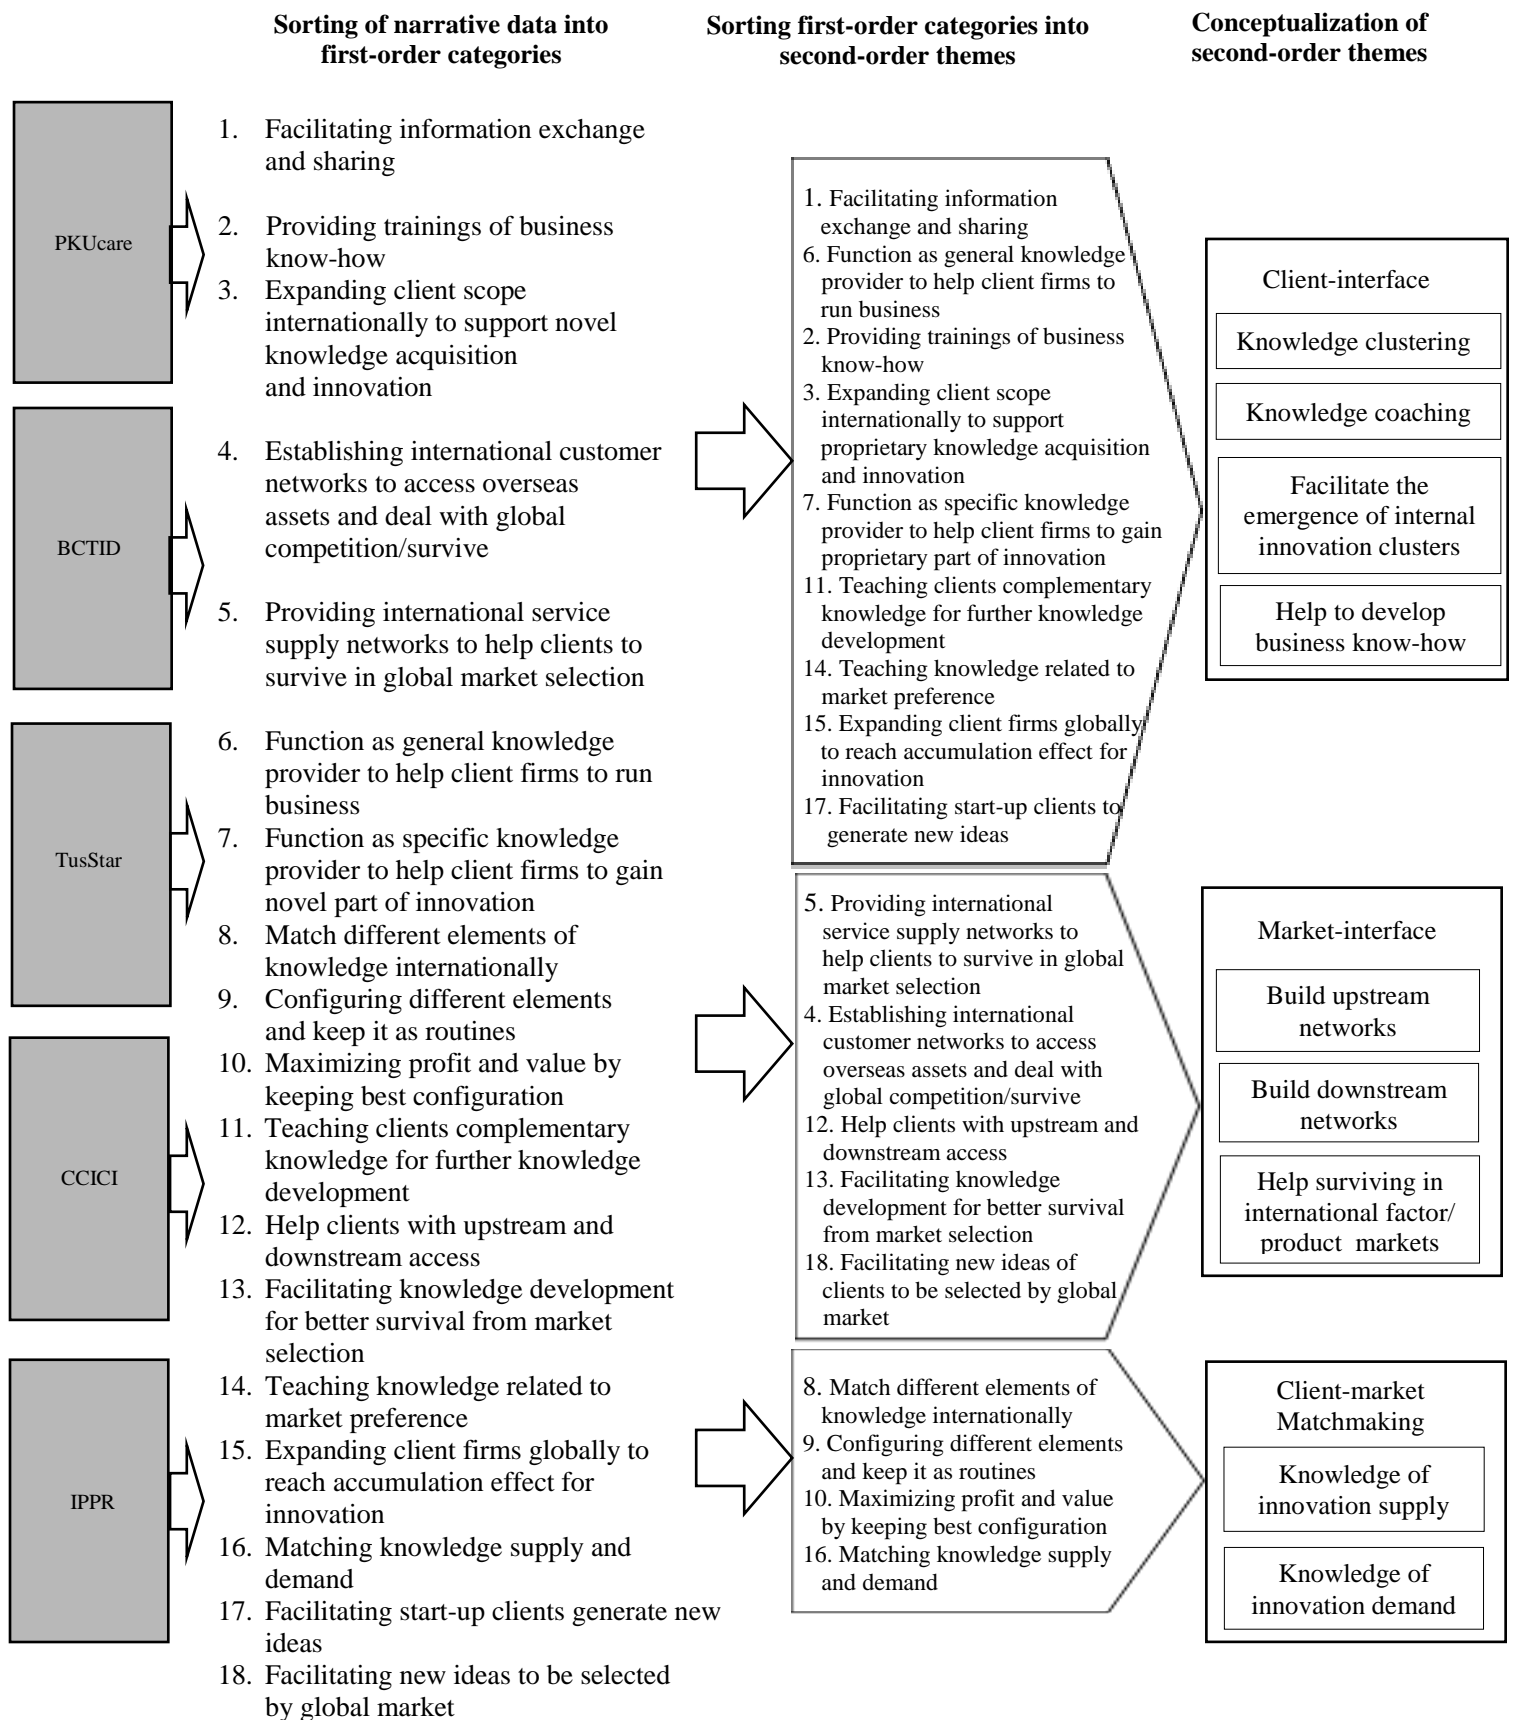 Sorting of narrative data into
first-order categories
Sorting first-order categories into
second-order themes
Conceptualization of
second-order themes
PKUcare
BCTID
TusStar
CCICI
IPPR
1. Facilitating information exchange
and sharing
2. Providing trainings of business
know-how
3. Expanding client scope
internationally to support novel
knowledge acquisition
and innovation
4. Establishing international customer
networks to access overseas
assets and deal with global
competition/survive
5. Providing international service
supply networks to help clients to
survive in global market selection
6. Function as general knowledge
provider to help client firms to run
business
7. Function as specific knowledge
provider to help client firms to gain
novel part of innovation
8. Match different elements of
knowledge internationally
9. Configuring different elements
and keep it as routines
10. Maximizing profit and value by
keeping best configuration
11. Teaching clients complementary
knowledge for further knowledge
development
12. Help clients with upstream and
downstream access
13. Facilitating knowledge development
for better survival from market
selection
14. Teaching knowledge related to
market preference
15. Expanding client firms globally to
reach accumulation effect for
innovation
16. Matching knowledge supply and
demand
17. Facilitating start-up clients generate new
ideas
18. Facilitating new ideas to be selected
by global market
1. Facilitating information
exchange and sharing
6. Function as general knowledge
provider to help client firms to
run business
2. Providing trainings of business
know-how
3. Expanding client scope
internationally to support
proprietary knowledge acquisition
and innovation
7. Function as specific knowledge
provider to help client firms to gain
proprietary part of innovation
11. Teaching clients complementary
knowledge for further knowledge
development
14. Teaching knowledge related to
market preference
15. Expanding client firms globally
to reach accumulation effect for
innovation
17. Facilitating start-up clients to
generate new ideas
5. Providing international
service supply networks to
help clients to survive in global
market selection
4. Establishing international
customer networks to access
overseas assets and deal with
global competition/survive
12. Help clients with upstream and
downstream access
13. Facilitating knowledge
development for better survival
from market selection
18. Facilitating new ideas of
clients to be selected by global
market
8. Match different elements of
knowledge internationally
9. Configuring different elements
and keep it as routines
10. Maximizing profit and value
by keeping best configuration
16. Matching knowledge supply
and demand
Client-interface
Knowledge clustering
Knowledge coaching
Facilitate the
emergence of internal
innovation clusters
Help to develop
business know-how
Market-interface
Build upstream
networks
Build downstream
networks
Help surviving in
international factor/
product markets
Client-market
Matchmaking
Knowledge of
innovation supply
Knowledge of
innovation demand